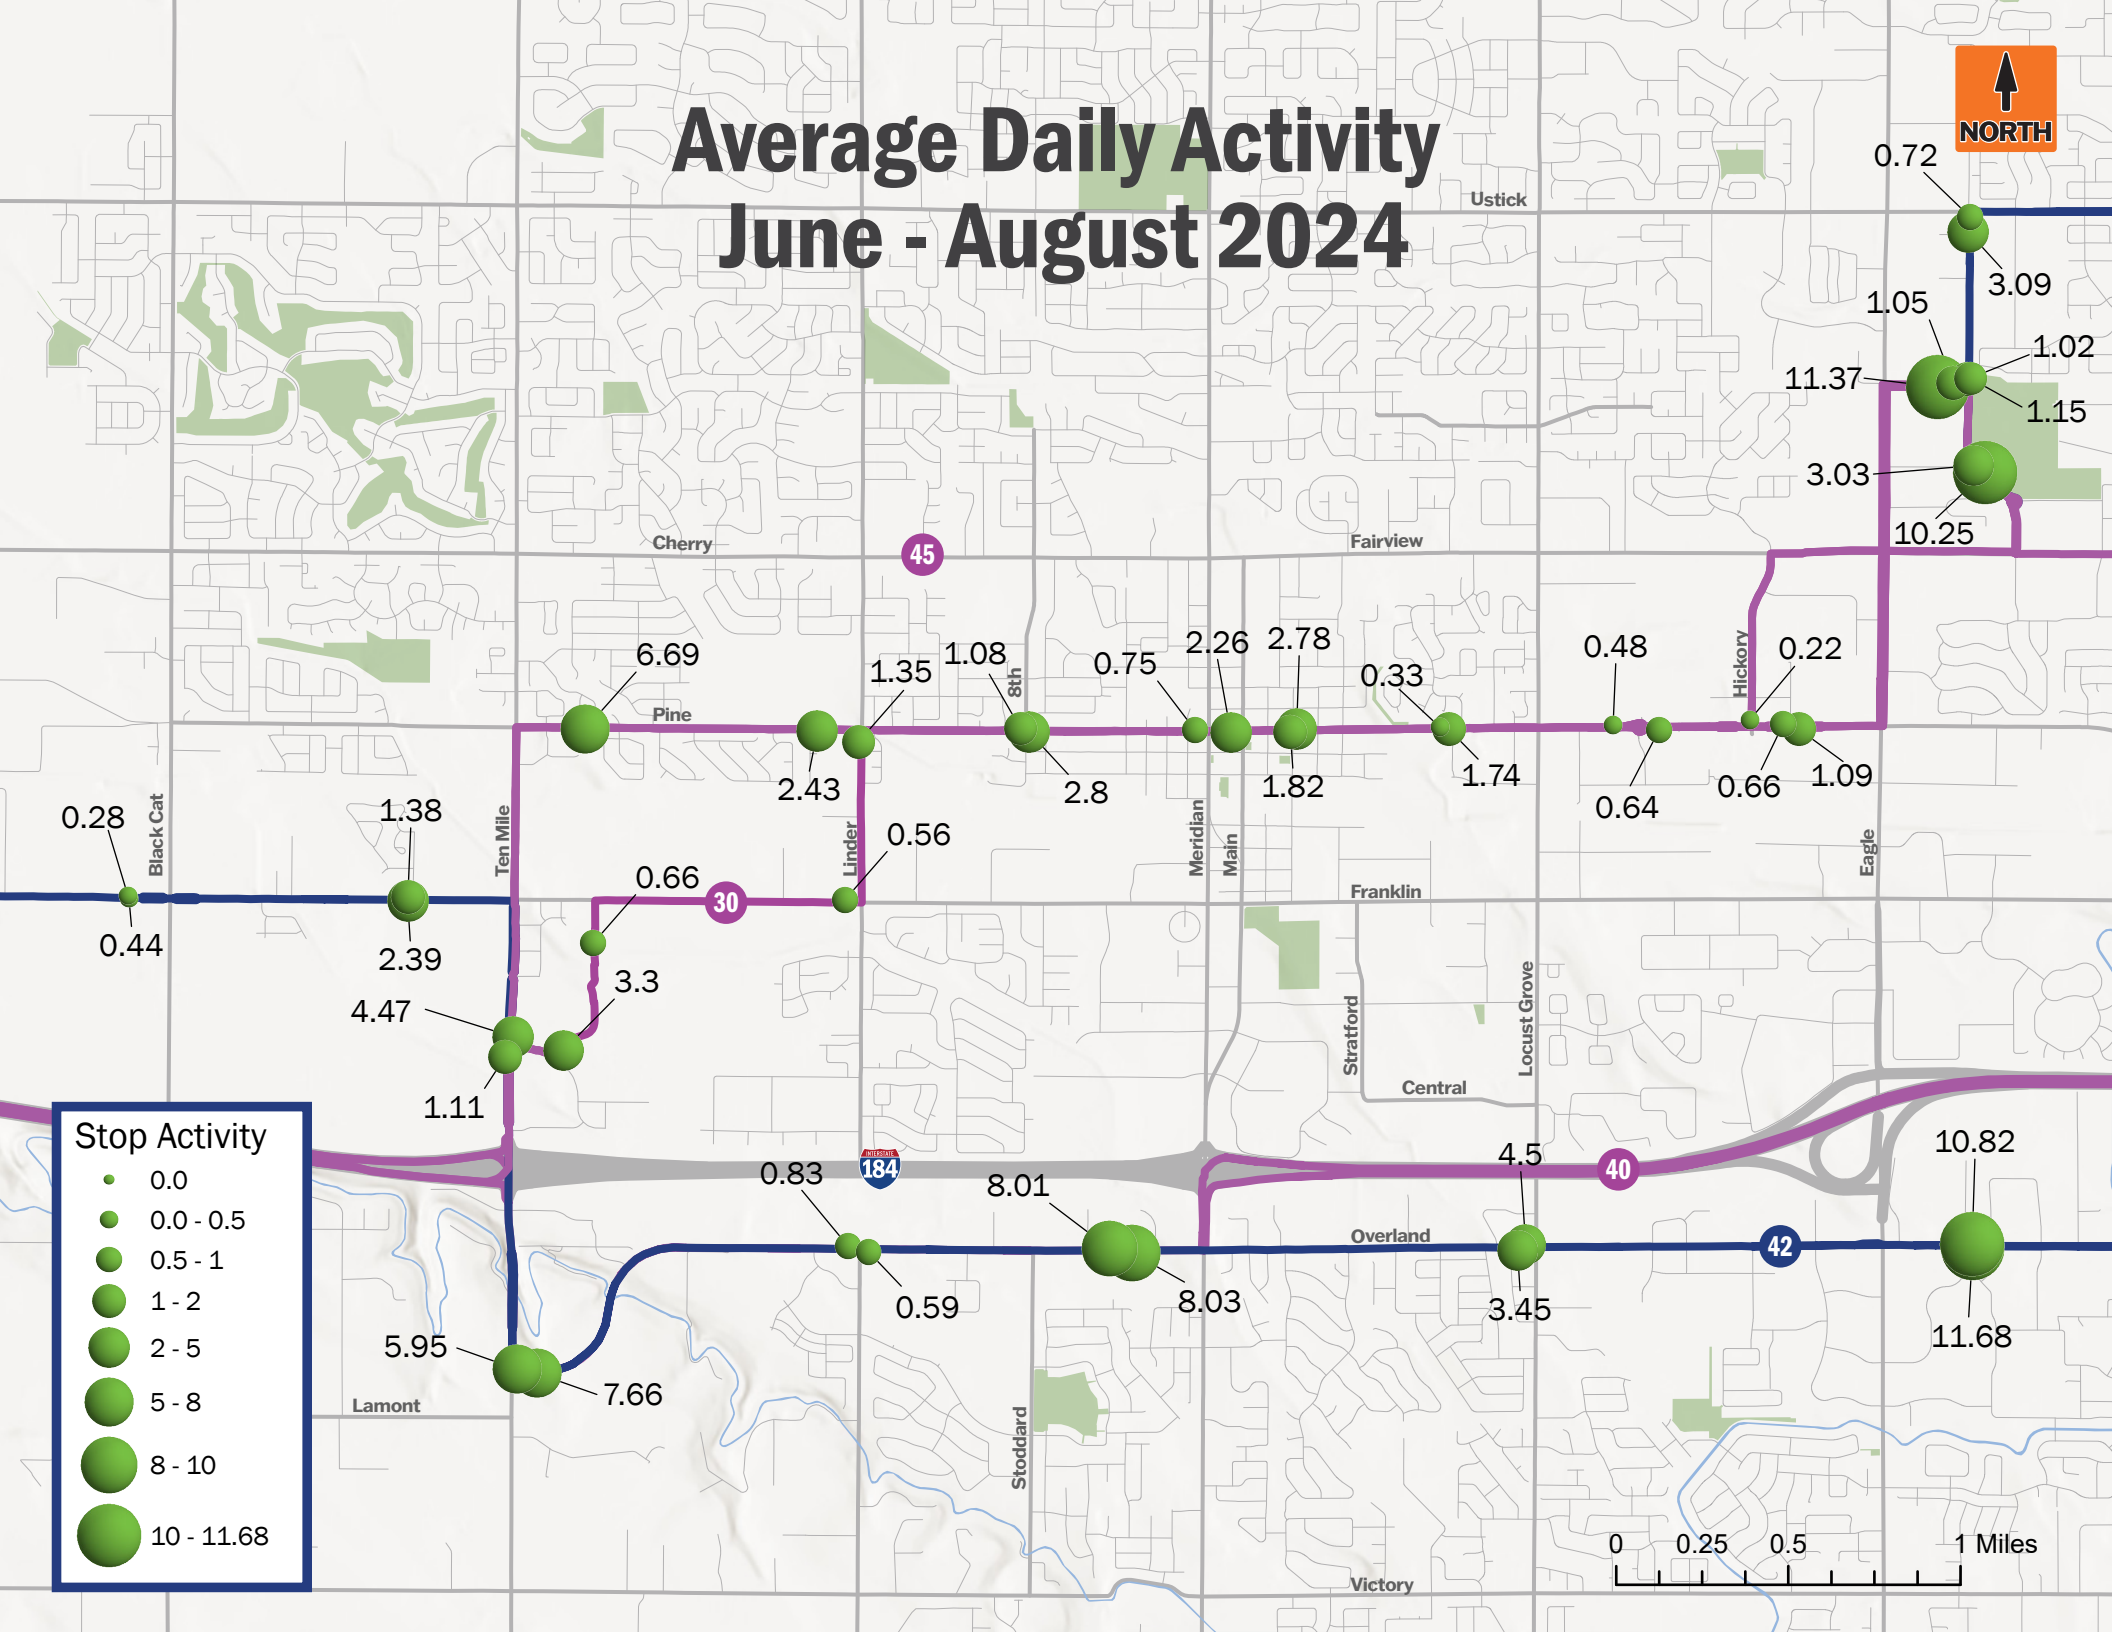 Average Daily Activity
June - August 2024
NORTH
0.72
Ustick
3.09
1.05
1.02
11.37
1.15
3.03
10.25
Cherry
45
Fairview
6.69
1.35
1.08
8th
0.75
2.26
2.78
0.33
0.48
Hickory
0.22
Pine
2.43
2.8
1.82
1.74
0.64
0.66
1.09
0.28
Black Cat
1.38
Ten Mile
Linder
0.56
Meridian
Main
Eagle
0.66
30
Franklin
0.44
2.39
3.3
4.47
1.11
Stratford
Locust Grove
Central
INTERSTATE
184
0.83
8.01
4.5
40
10.82
Overland
42
0.59
8.03
3.45
11.68
5.95
7.66
Lamont
Stoddard
Victory
Stop Activity
0.0
0.0 - 0.5
0.5 - 1
1 - 2
2 - 5
5 - 8
8 - 10
10 - 11.68
0 0.25 0.5 1 Miles